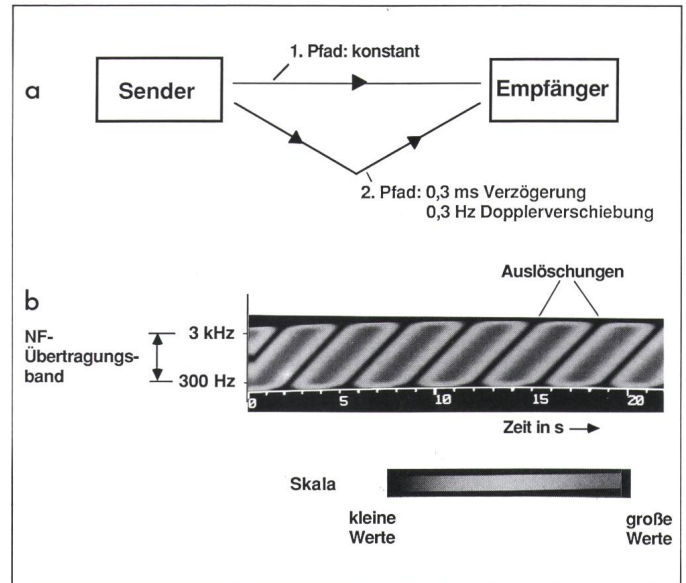 a
1. Pfad: konstant
Sender
Empfänger
2. Pfad: 0,3 ms Verzögerung
0,3 Hz Dopplerverschiebung
b
Auslöschungen
NF-
Übertragungs-
band
3 kHz
300 Hz
0 5 10 15 20
Zeit in s
Skala
kleine
Werte
große
Werte